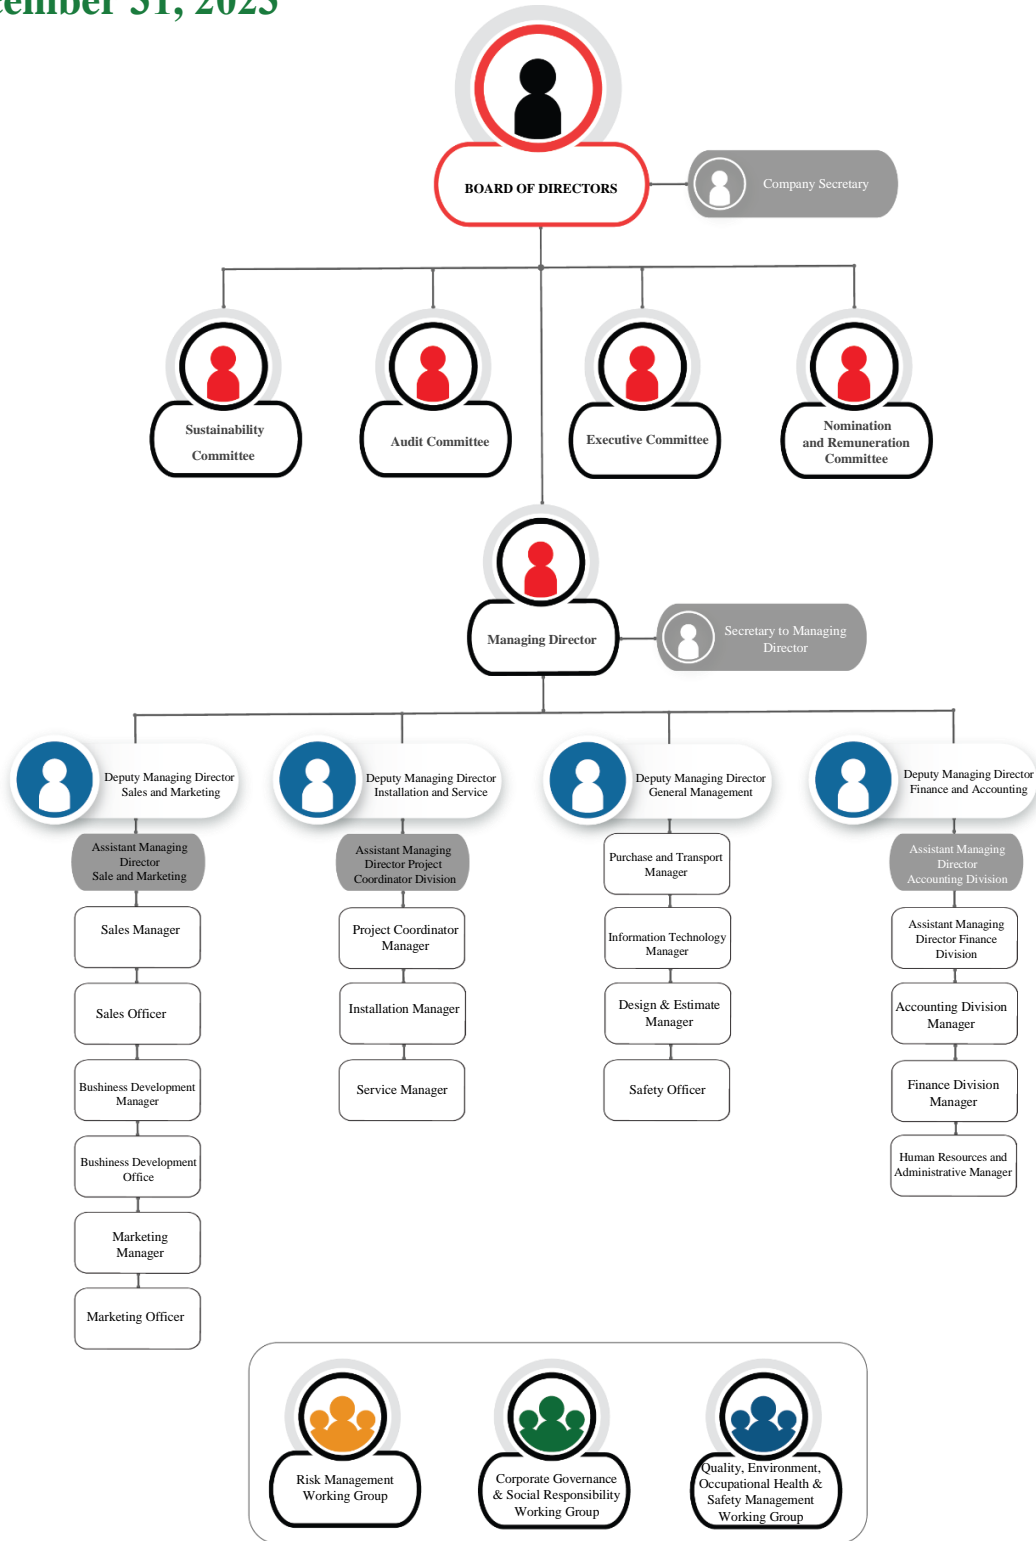 31, 2023
BOARD OF DIRECTORS
Company Secretary
Sustainability
Committee
Audit Committee
Executive Committee
Nomination
and Remuneration
Committee
Managing Director
Secretary to Managing
Director
Deputy Managing Director
Sales and Marketing
Deputy Managing Director
Installation and Service
Deputy Managing Director
General Management
Deputy Managing Director
Finance and Accounting
Assistant Managing
Director
Sale and Marketing
Sales Manager
Sales Officer
Bushiness Development
Manager
Bushiness Development
Office
Marketing
Manager
Marketing Officer
Assistant Managing
Director Project
Coordinator Division
Project Coordinator
Manager
Installation Manager
Service Manager
Purchase and Transport
Manager
Information Technology
Manager
Design & Estimate
Manager
Safety Officer
Assistant Managing
Director
Accounting Division
Assistant Managing
Director Finance
Division
Accounting Division
Manager
Finance Division
Manager
Human Resources and
Administrative Manager
Risk Management
Working Group
Corporate Governance
& Social Responsibility
Working Group
Quality, Environment,
Occupational Health &
Safety Management
Working Group